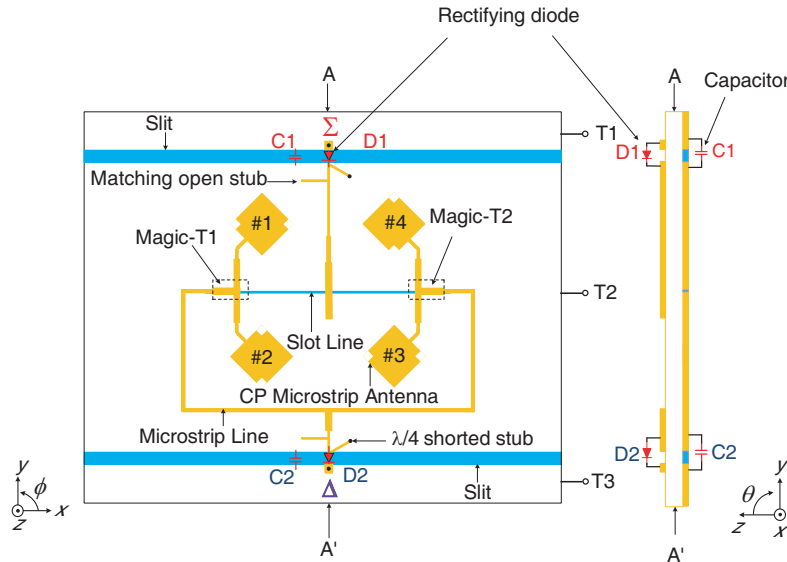 Rectifying diode
A
A
Capacitor
Slit
Σ
C1
D1
T1
D1
C1
Matching open stub
#1
#4
Magic-T1
Magic-T2
T2
Slot Line
#2
#3
CP Microstrip Antenna
Microstrip Line
λ/4 shorted stub
C2
D2
D2
C2
Δ
Slit
T3
y
ϕ
z
x
A'
A'
y
θ
z
x